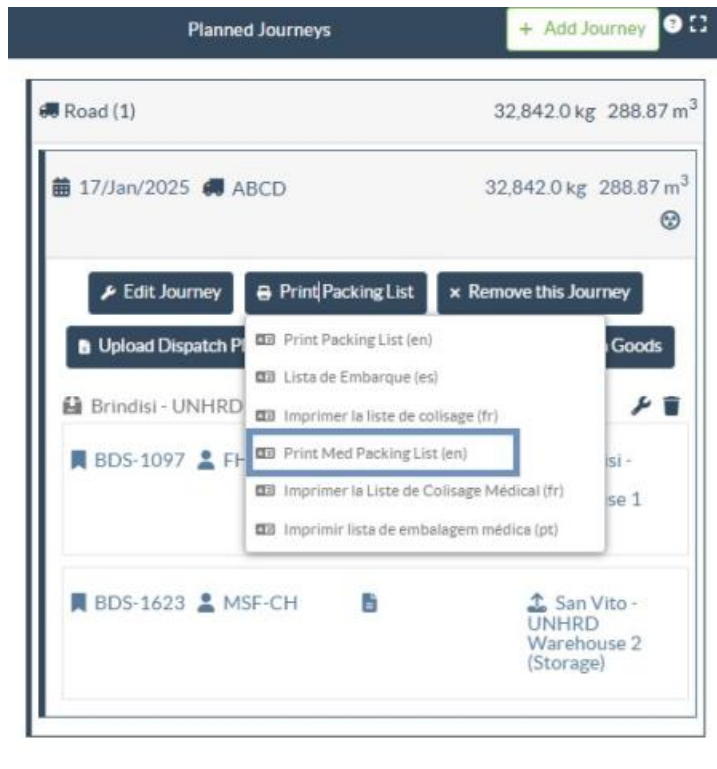 Planned Journeys
+ Add Journey
Road (1) 32,842.0 kg 288.87 m³
17/Jan/2025 ABCD 32,842.0 kg 288.87 m³
Edit Journey Print Packing List × Remove this Journey
Upload Dispatch Goods
Print Packing List (en)
Lista de Embarque (es)
Imprimer la liste de colisage (fr)
Print Med Packing List (en)
Imprimer la Liste de Colisage Médical (fr)
Imprimir lista de embalagem médica (pt)
Brindisi - UNHRD
BDS-1097
BDS-1623 MSF-CH San Vito -
UNHRD
Warehouse 2
(Storage)